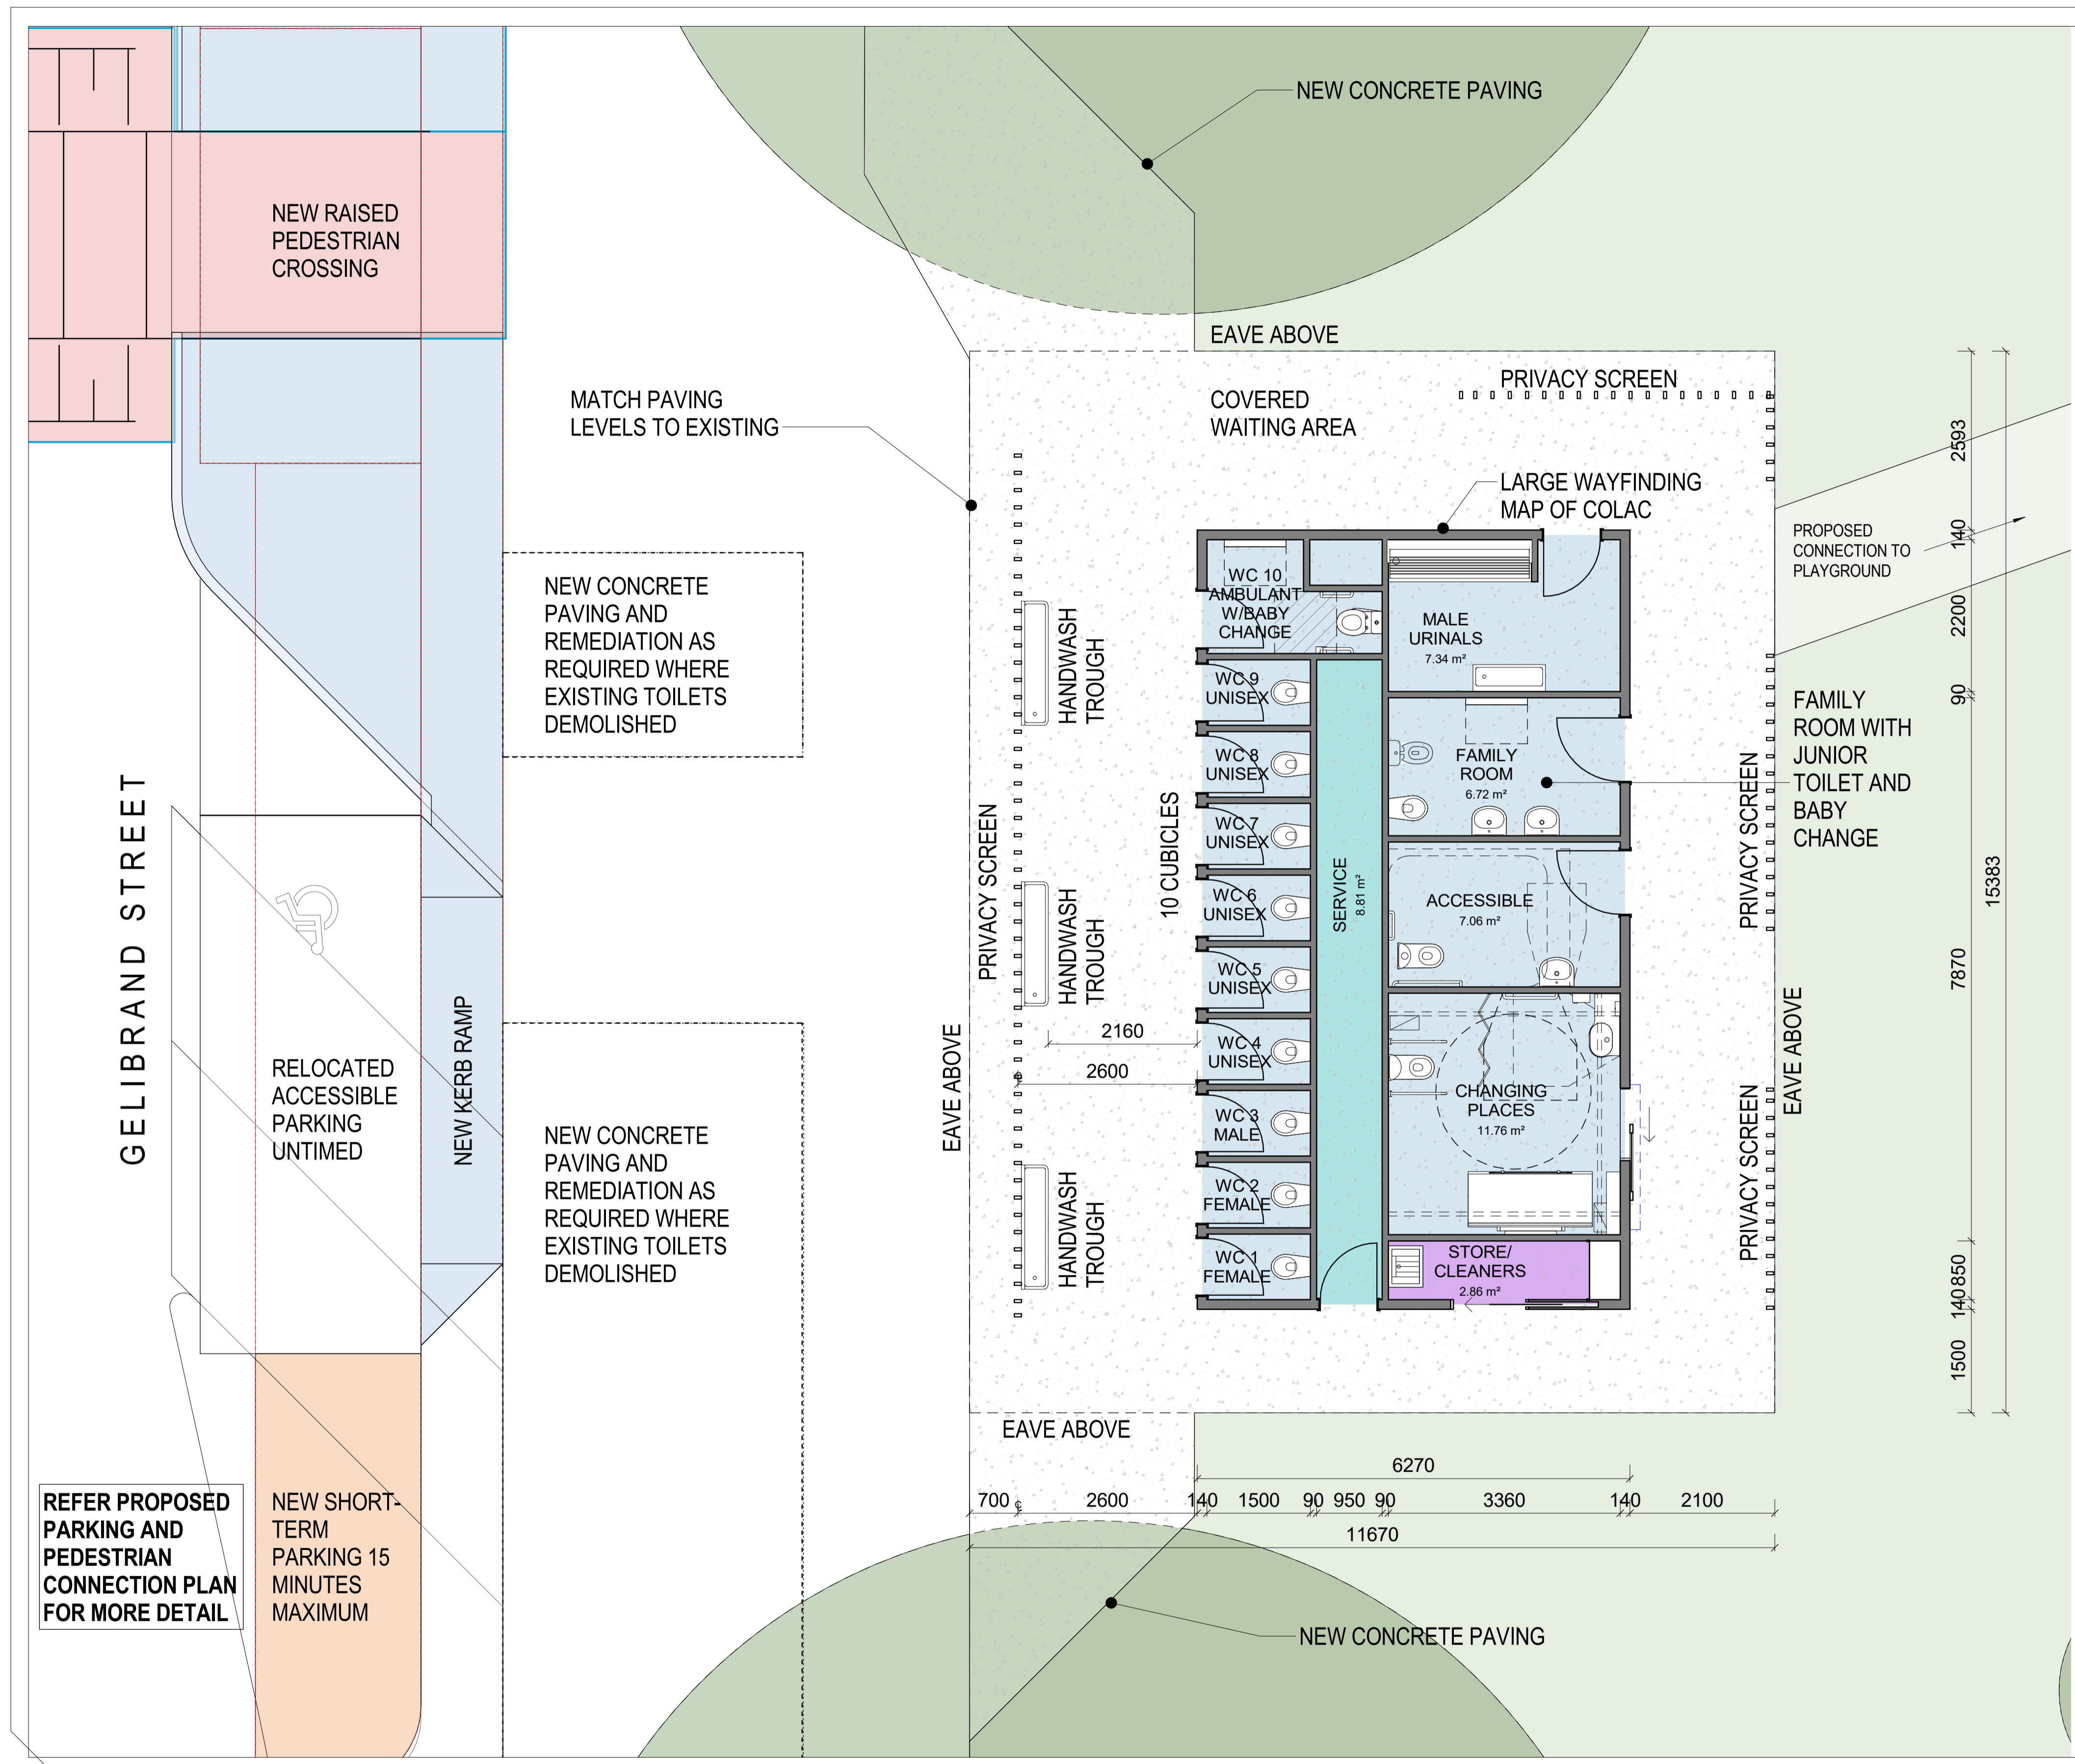 NEW CONCRETE PAVING
NEW RAISED
PEDESTRIAN
CROSSING
EAVE ABOVE
PRIVACY SCREEN
COVERED
WAITING AREA
MATCH PAVING
LEVELS TO EXISTING
LARGE WAYFINDING
MAP OF COLAC
PROPOSED
CONNECTION TO
PLAYGROUND
2593
140
2200
90
7870
850
140
1500
15383
NEW CONCRETE
PAVING AND
REMEDIATION AS
REQUIRED WHERE
EXISTING TOILETS
DEMOLISHED
HANDWASH
TROUGH
WC 10
AMBULANT
W/BABY
CHANGE
MALE
URINALS
7.34 m²
WC 9
UNISEX
WC 8
UNISEX
WC 7
UNISEX
WC 6
UNISEX
WC 5
UNISEX
WC 4
UNISEX
WC 3
MALE
WC 2
FEMALE
WC 1
FEMALE
FAMILY
ROOM
6.72 m²
FAMILY
ROOM WITH
JUNIOR
TOILET AND
BABY
CHANGE
PRIVACY SCREEN
10 CUBICLES
SERVICE
8.81 m²
ACCESSIBLE
7.06 m²
PRIVACY SCREEN
GELIBRAND STREET
HANDWASH
TROUGH
2160
2600
EAVE ABOVE
EAVE ABOVE
CHANGING
PLACES
11.76 m²
RELOCATED
ACCESSIBLE
PARKING
UNTIMED
NEW KERB RAMP
NEW CONCRETE
PAVING AND
REMEDIATION AS
REQUIRED WHERE
EXISTING TOILETS
DEMOLISHED
HANDWASH
TROUGH
PRIVACY SCREEN
STORE/
CLEANERS
2.86 m²
EAVE ABOVE
6270
700 2600 140 1500 90 950 90 3360 140 2100
11670
REFER PROPOSED
PARKING AND
PEDESTRIAN
CONNECTION PLAN
FOR MORE DETAIL
NEW SHORT-
TERM
PARKING 15
MINUTES
MAXIMUM
NEW CONCRETE PAVING